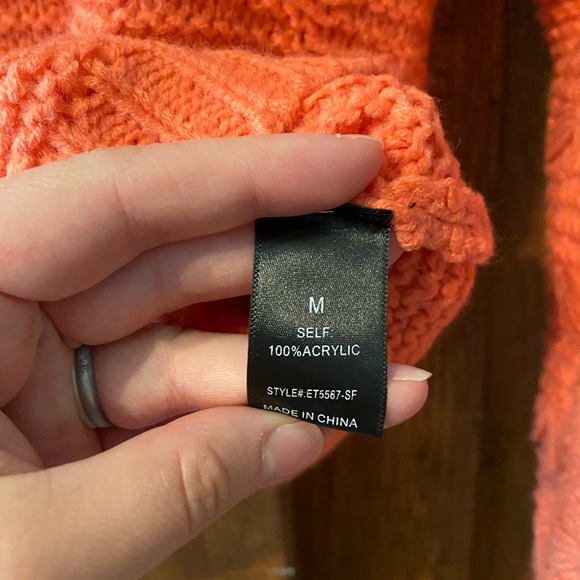 M
SELF:
100%ACRYLIC
STYLE#:ET5567-SF
MADE IN CHINA